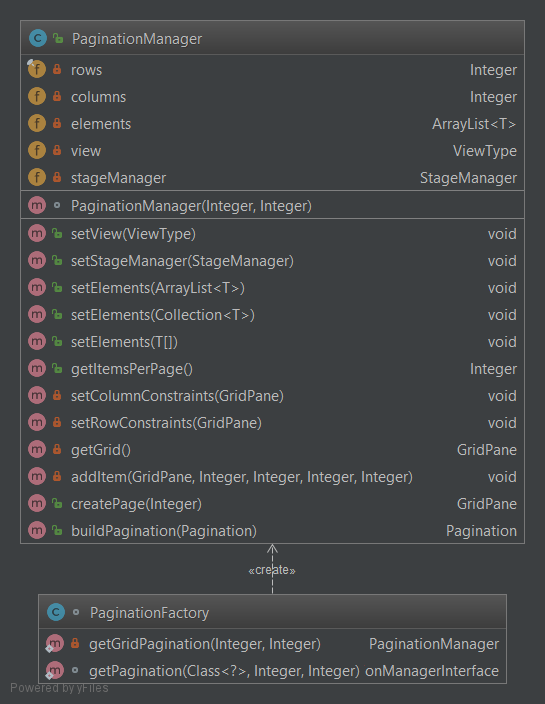 PaginationManager
rows Integer
columns Integer
elements ArrayList<T>
view ViewType
stageManager StageManager
PaginationManager(Integer, Integer)
setView(ViewType) void
setStageManager(StageManager) void
setElements(ArrayList<T>) void
setElements(Collection<T>) void
setElements(T[]) void
getItemsPerPage() Integer
setColumnConstraints(GridPane) void
setRowConstraints(GridPane) void
getGrid() GridPane
addItem(GridPane, Integer, Integer, Integer, Integer) void
createPage(Integer) GridPane
buildPagination(Pagination) Pagination
«create»
PaginationFactory
getGridPagination(Integer, Integer) PaginationManager
getPagination(Class<?>, Integer, Integer) onManagerInterface
Powered by yFiles